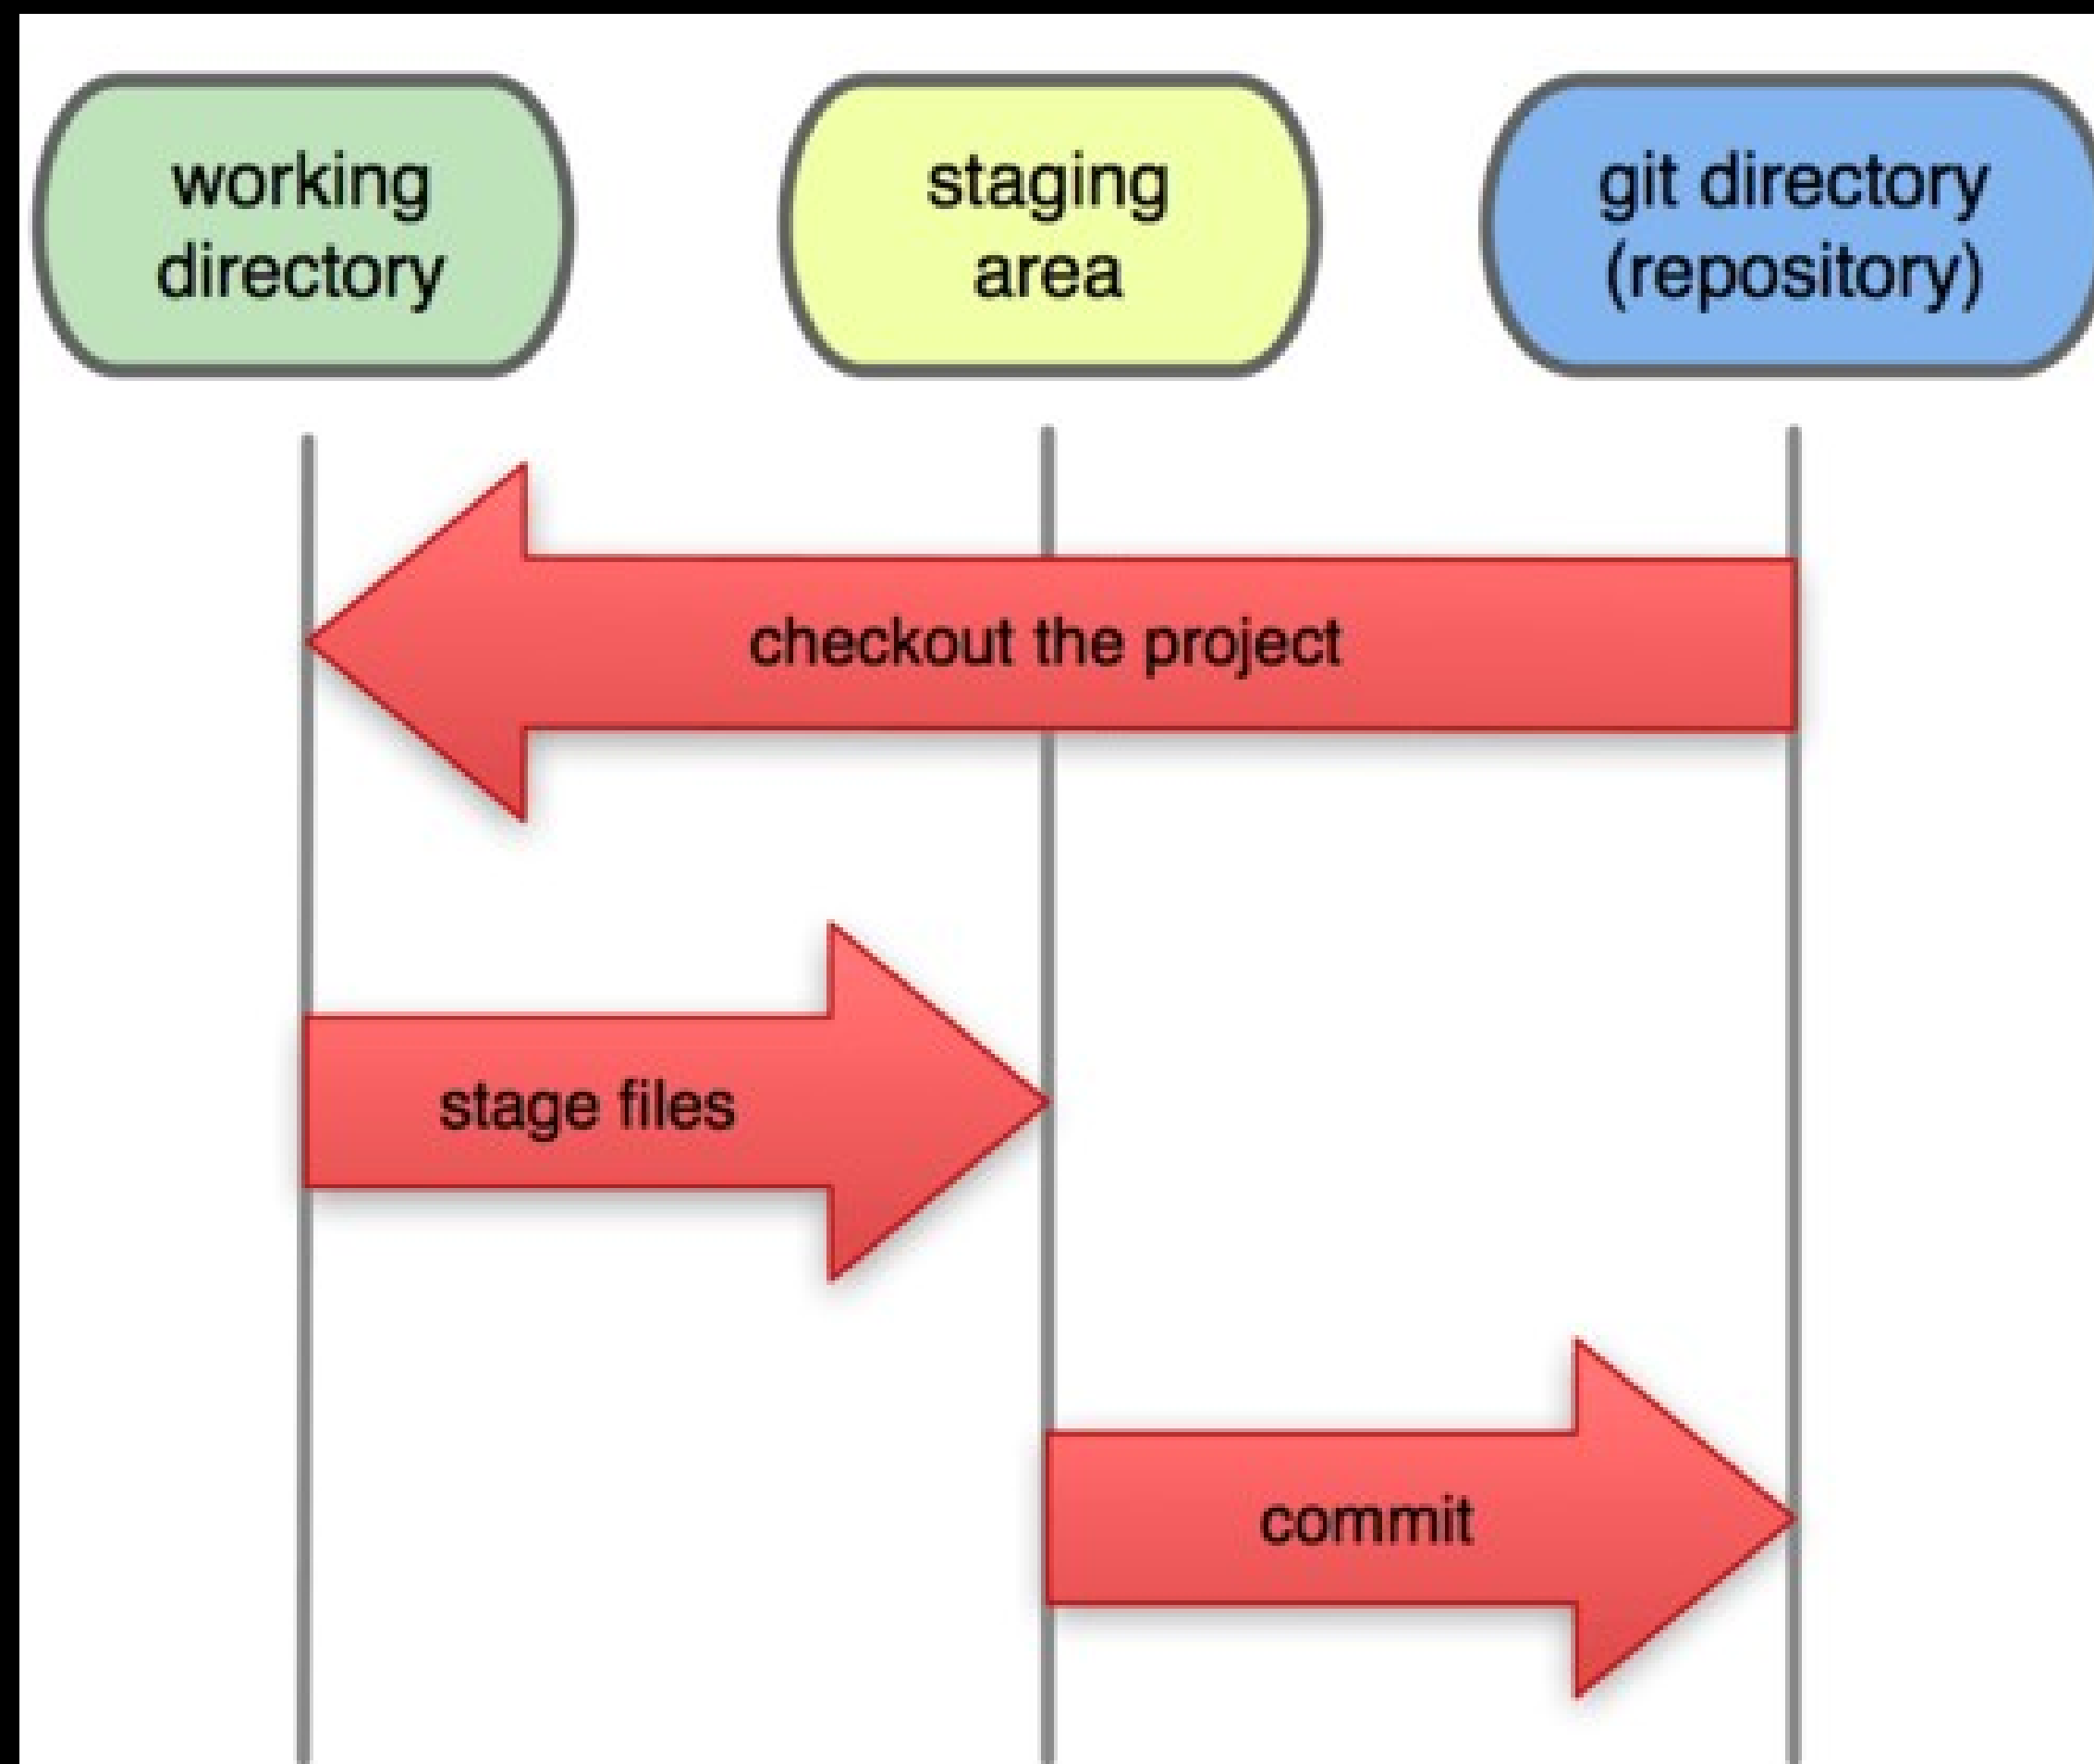 working
directory
staging
area
git directory
(repository)
checkout the project
stage files
commit